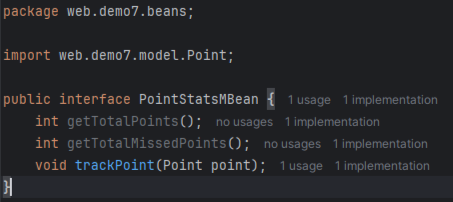 package web.demo7.beans;
import web.demo7.model.Point;
public interface PointStatsMBean { 1 usage 1 implementation
int getTotalPoints(); no usages 1 implementation
int getTotalMissedPoints(); no usages 1 implementation
void trackPoint(Point point); 1 usage 1 implementation
}